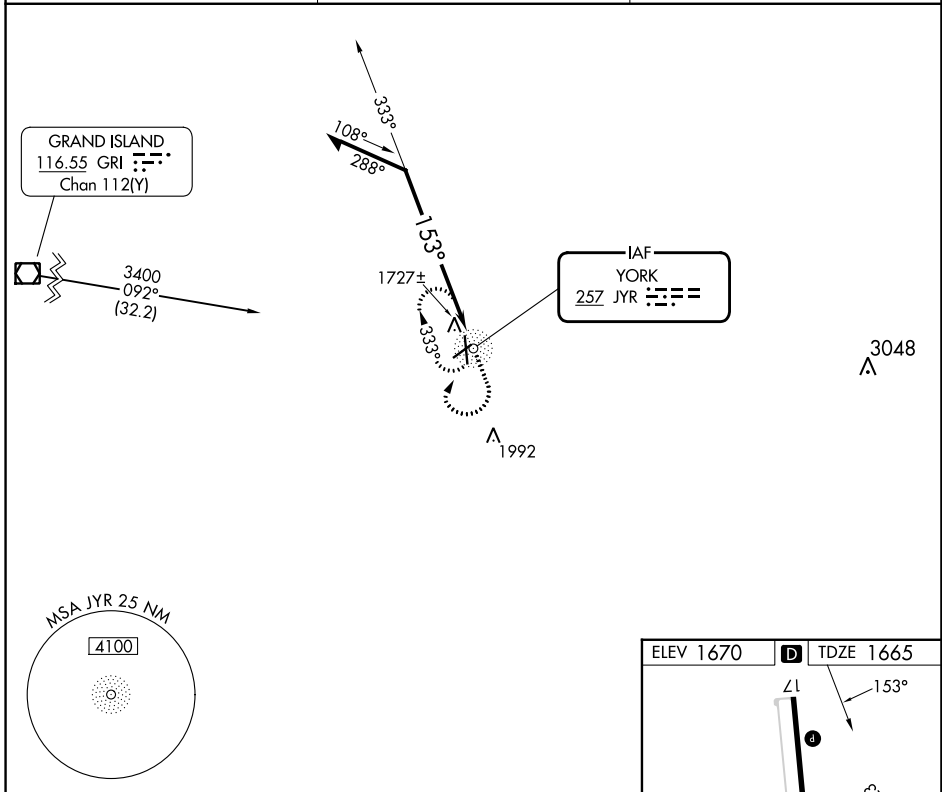 333°
108°
288°
GRAND ISLAND
116.55 GRI
Chan 112(Y)
153°
IAF
YORK
257 JYR
3400
092°
(32.2)
1727±
333°
3048
1992
MSA JYR 25 NM
4100
ELEV 1670 D TDZE 1665
17
153°
P